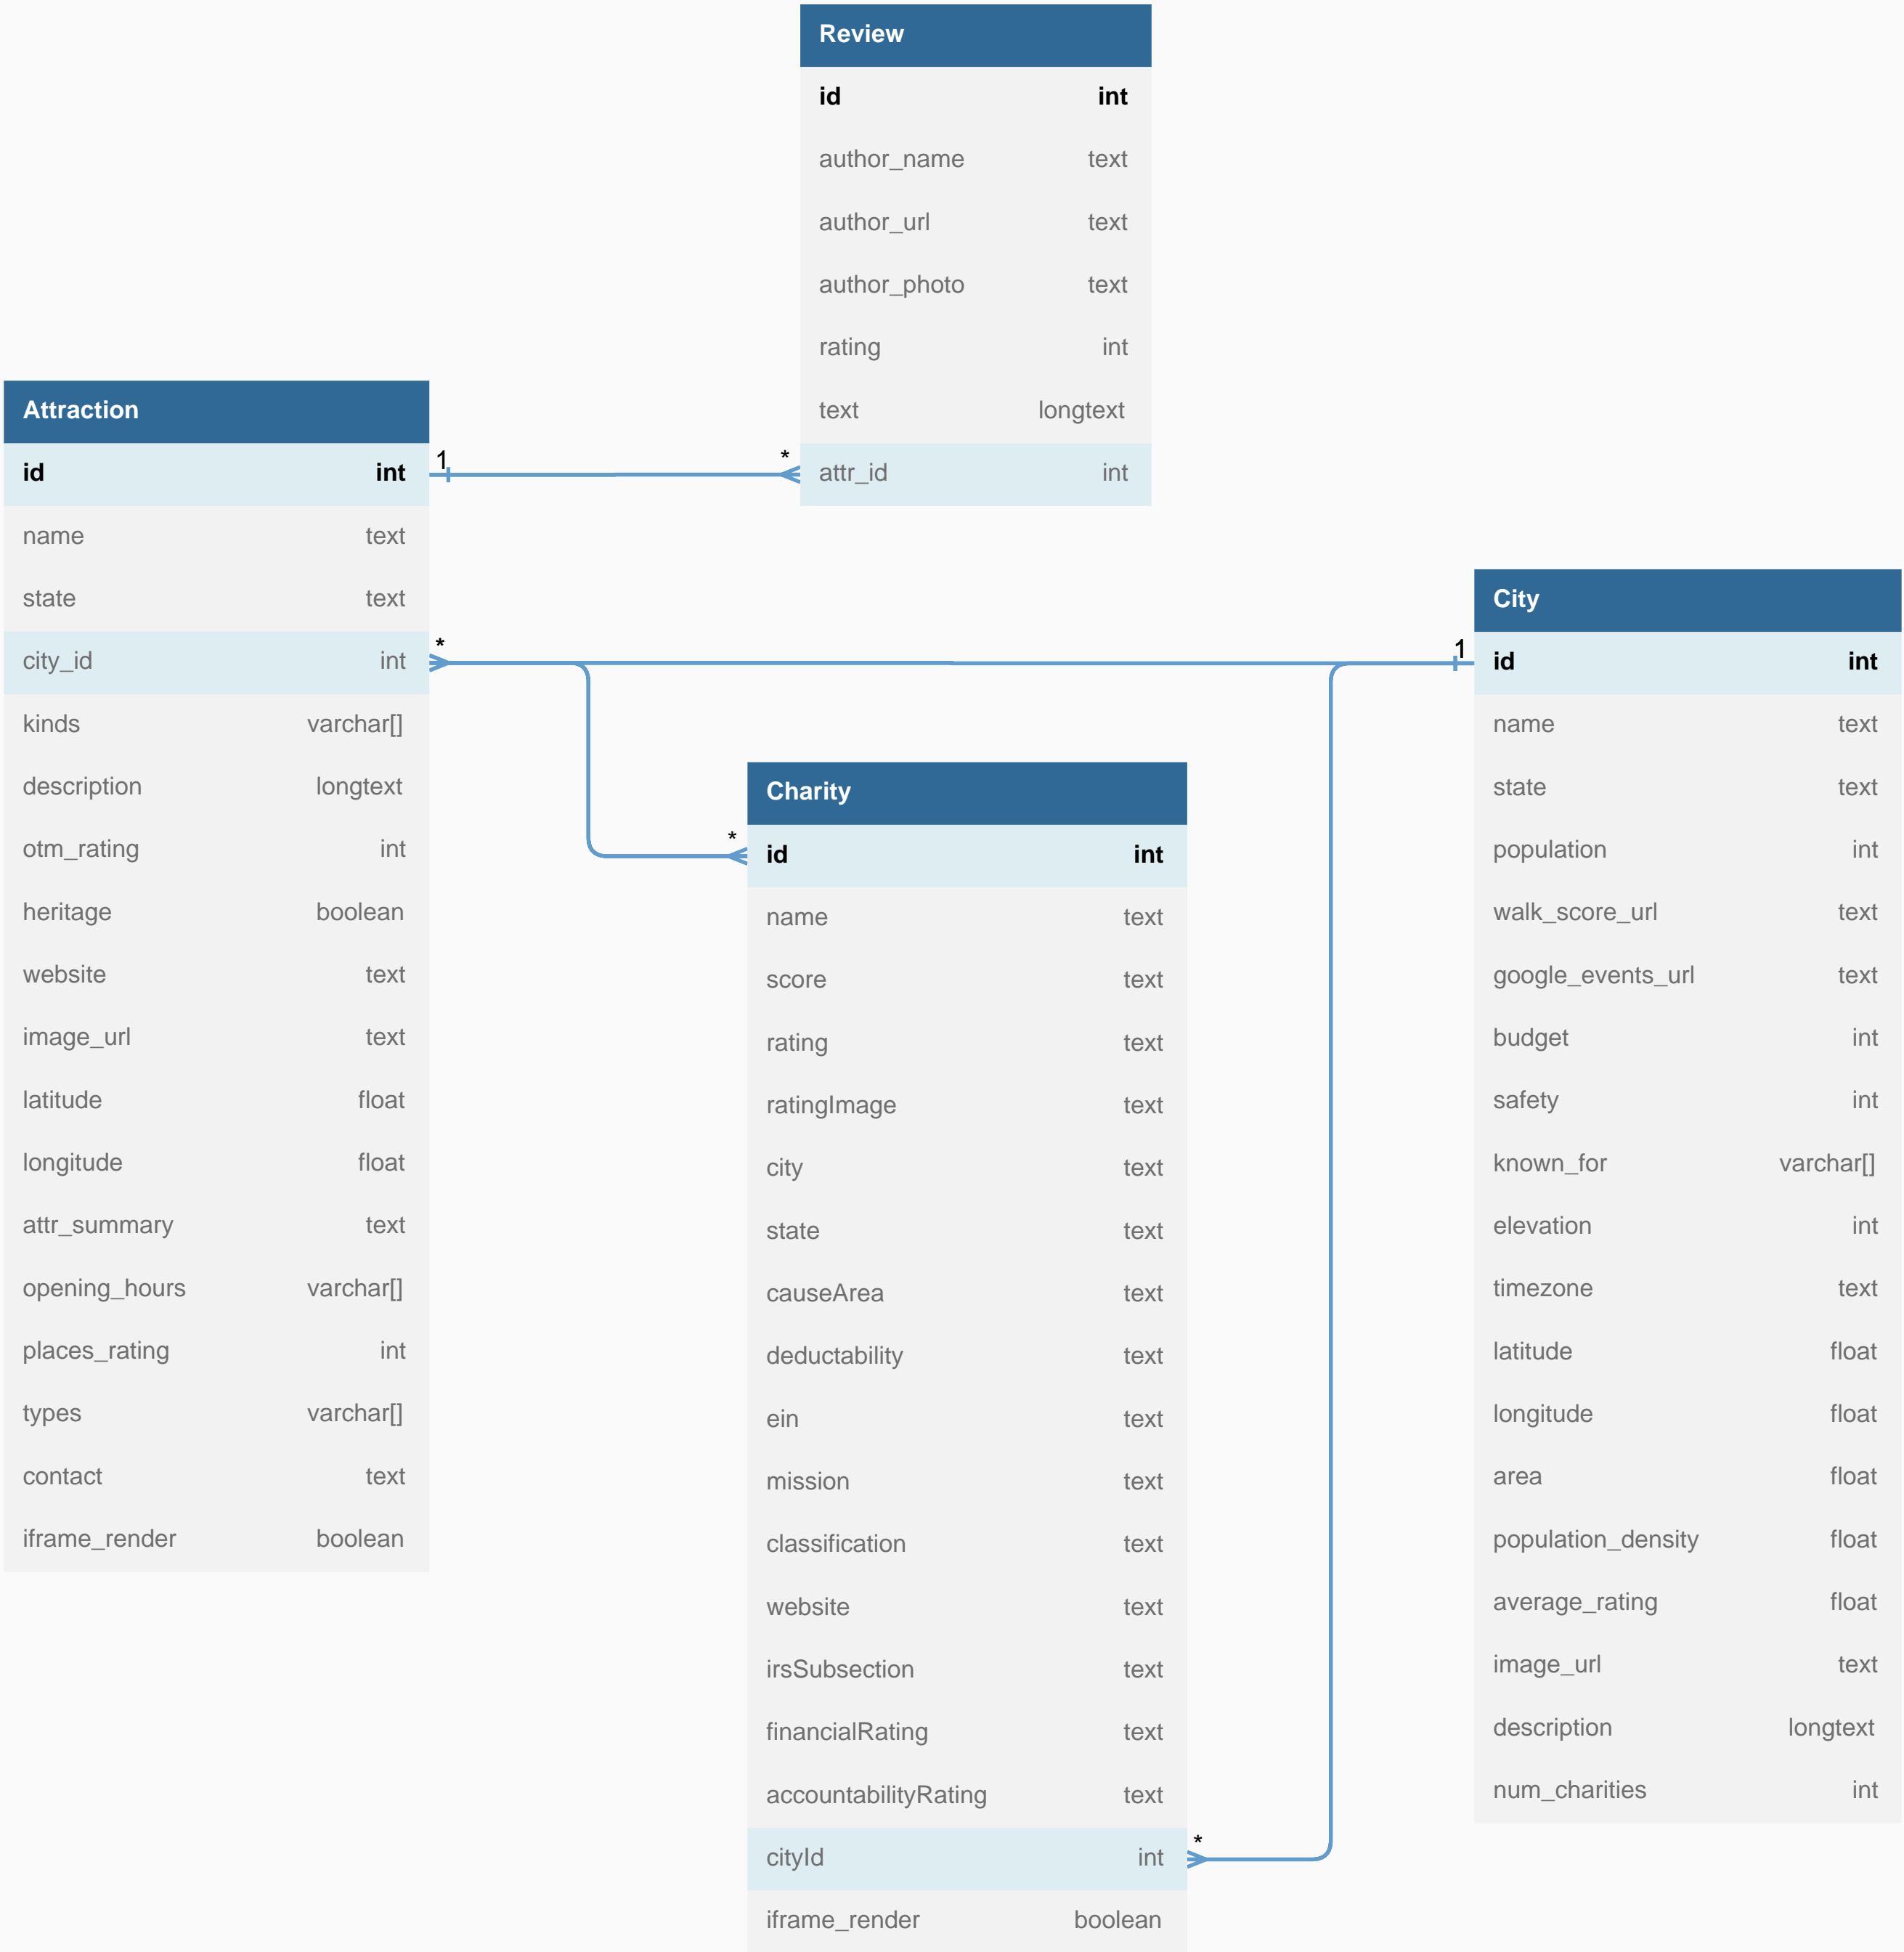 Review
id int
author_name text
author_url text
author_photo text
rating int
text longtext
attr_id int
Attraction
id int
name text
state text
city_id int
kinds varchar[]
description longtext
otm_rating int
heritage boolean
website text
image_url text
latitude float
longitude float
attr_summary text
opening_hours varchar[]
places_rating int
types varchar[]
contact text
iframe_render boolean
1
*
*
1
Charity
*
id int
name text
score text
rating text
ratingImage text
city text
state text
causeArea text
deductability text
ein text
mission text
classification text
website text
irsSubsection text
financialRating text
accountabilityRating text
cityId int
*
iframe_render boolean
City
id int
name text
state text
population int
walk_score_url text
google_events_url text
budget int
safety int
known_for varchar[]
elevation int
timezone text
latitude float
longitude float
area float
population_density float
average_rating float
image_url text
description longtext
num_charities int